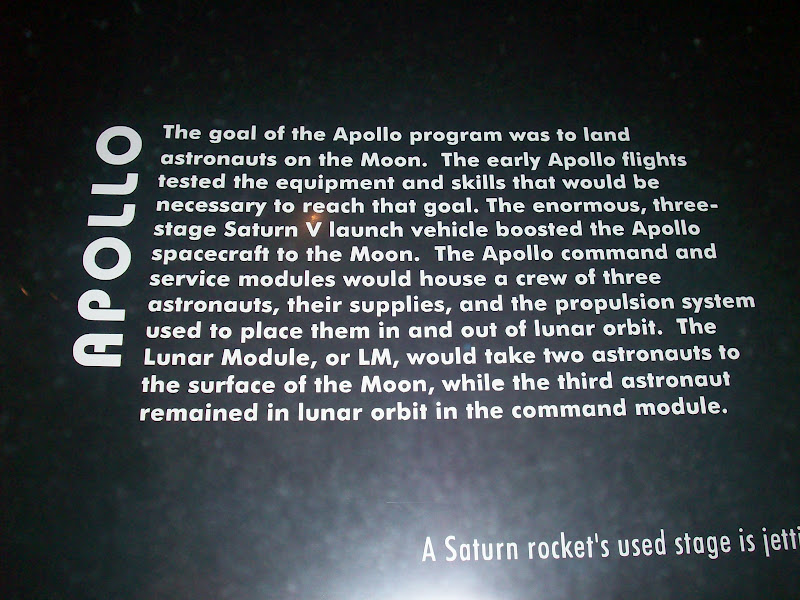 APOLLO
The goal of the Apollo program was to land
astronauts on the Moon. The early Apollo flights
tested the equipment and skills that would be
necessary to reach that goal. The enormous, three-
stage Saturn V launch vehicle boosted the Apollo
spacecraft to the Moon. The Apollo command and
service modules would house a crew of three
astronauts, their supplies, and the propulsion system
used to place them in and out of lunar orbit. The
Lunar Module, or LM, would take two astronauts to
the surface of the Moon, while the third astronaut
remained in lunar orbit in the command module.
A Saturn rocket's used stage is jetti